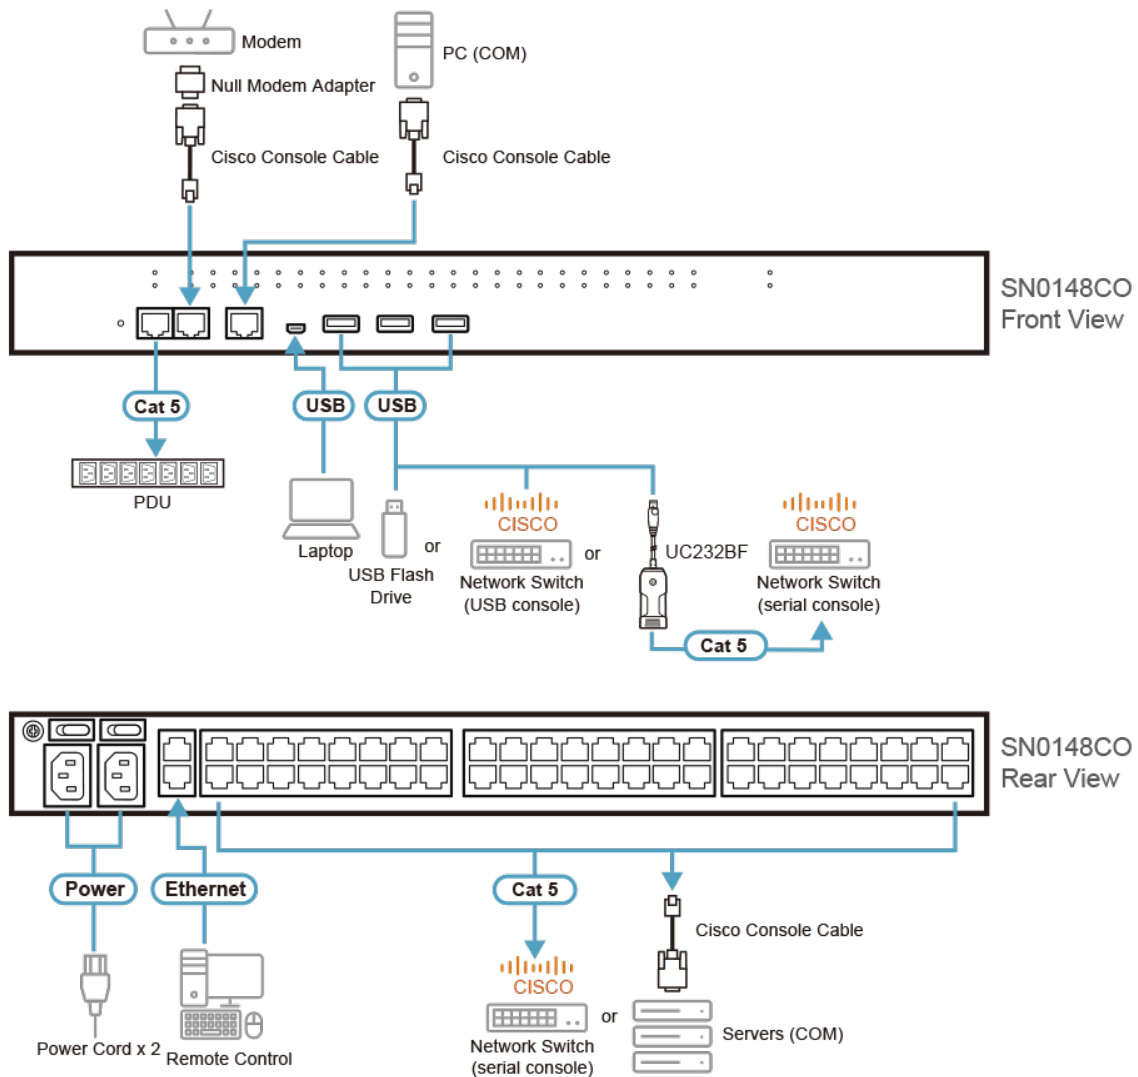 Modem
PC (COM)
Null Modem Adapter
Cisco Console Cable
Cisco Console Cable
SN0148CO
Front View
Cat 5
USB
USB
PDU
Laptop
USB Flash
Drive
or
CISCO
Network Switch
(USB console)
or
UC232BF
CISCO
Network Switch
(serial console)
Cat 5
SN0148CO
Rear View
Power
Ethernet
Cat 5
Cisco Console Cable
Power Cord x 2
Remote Control
CISCO
Network Switch
(serial console)
or
Servers (COM)